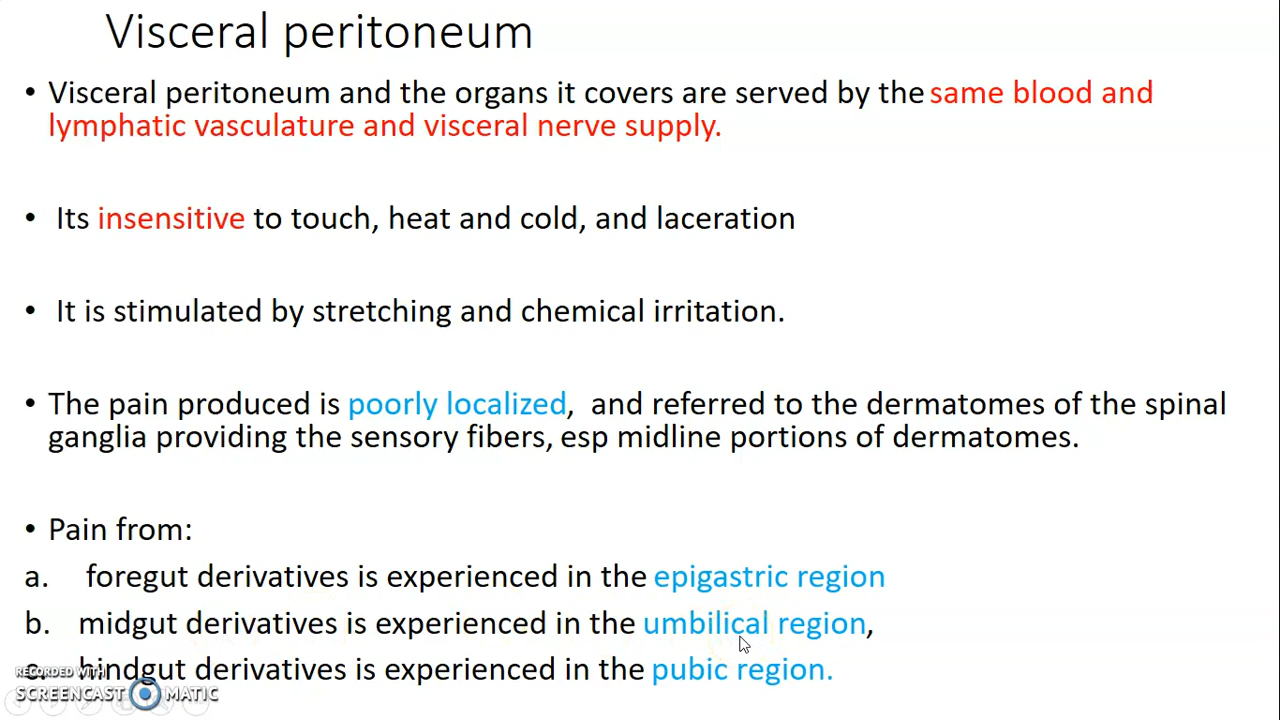 Visceral peritoneum
• Visceral peritoneum and the organs it covers are served by the same blood and
lymphatic vasculature and visceral nerve supply.
• Its insensitive to touch, heat and cold, and laceration
• It is stimulated by stretching and chemical irritation.
• The pain produced is poorly localized, and referred to the dermatomes of the spinal
ganglia providing the sensory fibers, esp midline portions of dermatomes.
• Pain from:
a. foregut derivatives is experienced in the epigastric region
b. midgut derivatives is experienced in the umbilical region,
c. hindgut derivatives is experienced in the pubic region.
RECORDED WITH
SCREENCAST MATIC